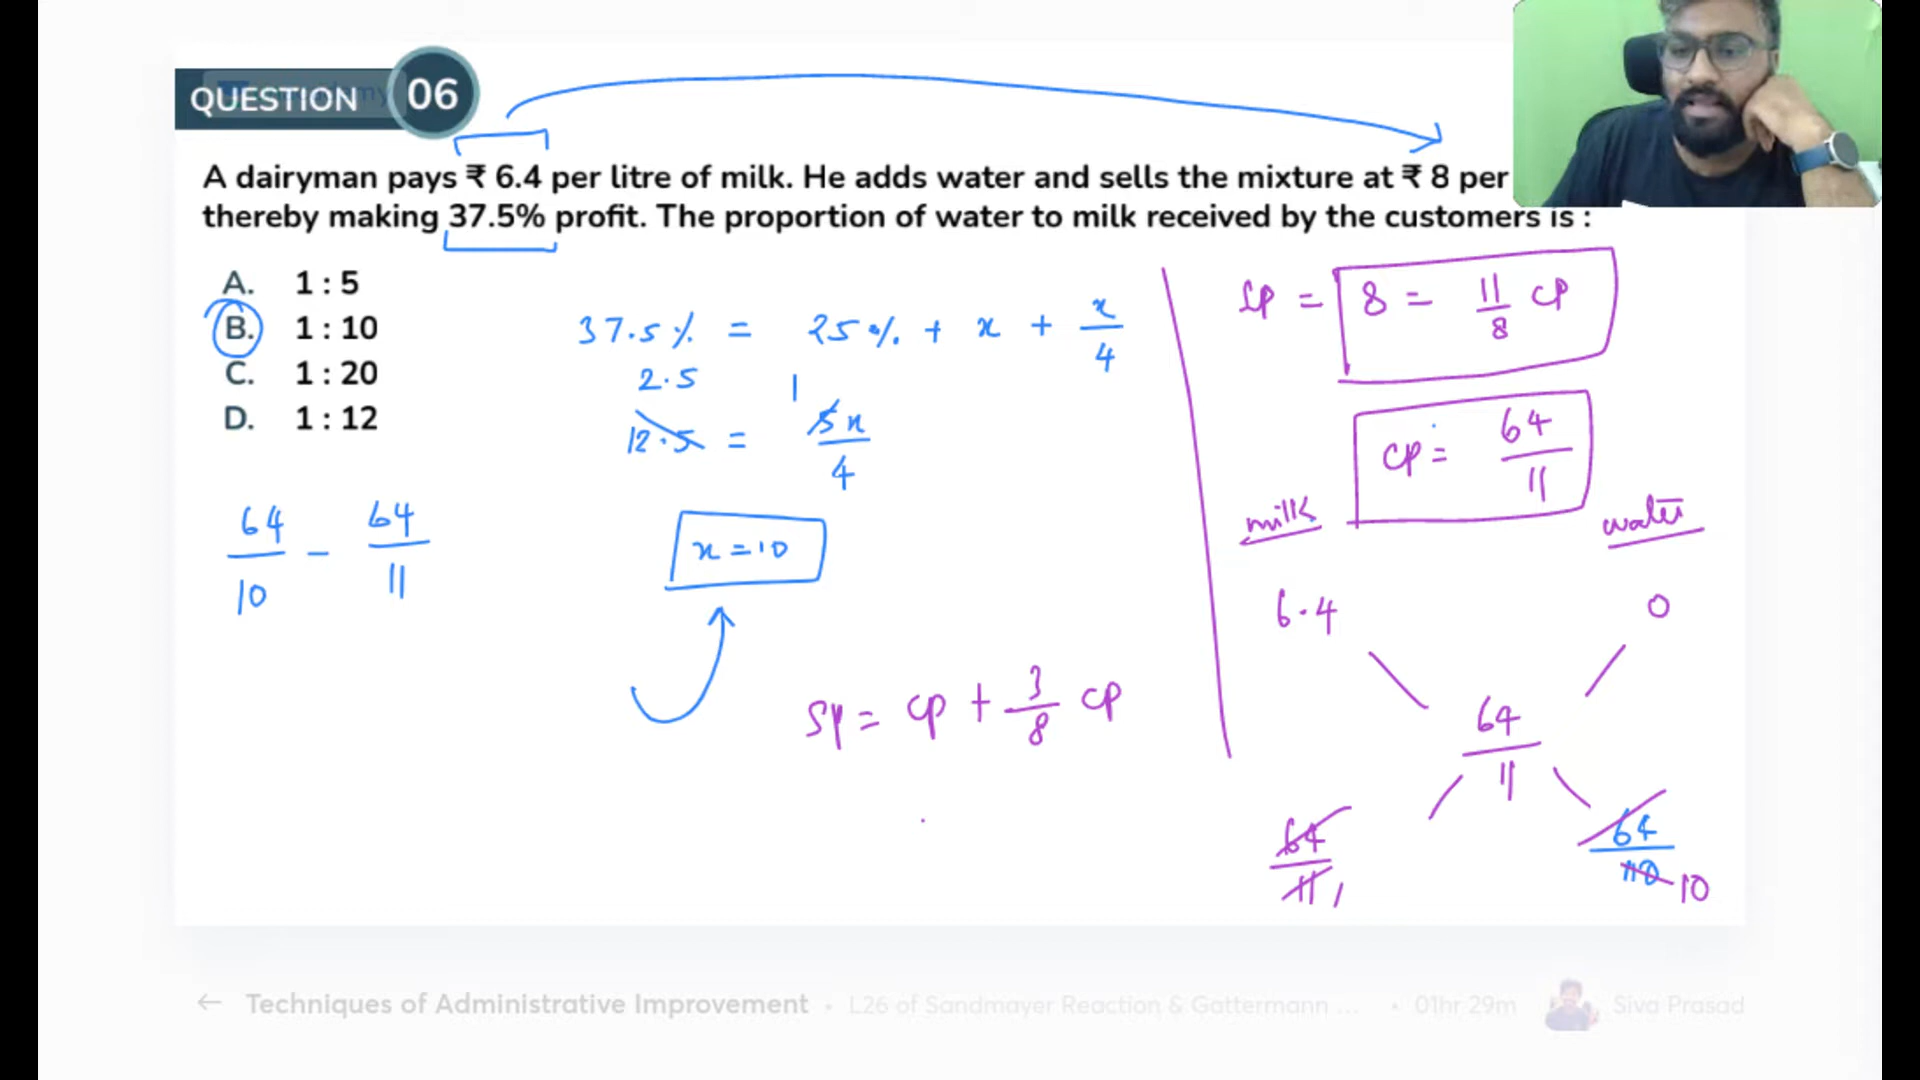 QUESTION 06
A dairyman pays ₹ 6.4 per litre of milk. He adds water and sells the mixture at ₹ 8 per
thereby making 37.5% profit. The proportion of water to milk received by the customers is :
A. 1 : 5
B. 1 : 10
C. 1 : 20
D. 1 : 12
37.5% = 25% + x + x/4
2.5 1
12.5 = 5x/4
x = 10
64/10 - 64/11
SP = CP + 3/8 CP
SP = 8 = 11/8 CP
CP = 64/11
milk water
6.4 0
64/11
64/11 1 64/110 10
← Techniques of Administrative Improvement • L26 of Sandmayer Reaction & Gattermann ... • 01hr 29m Siva Prasad